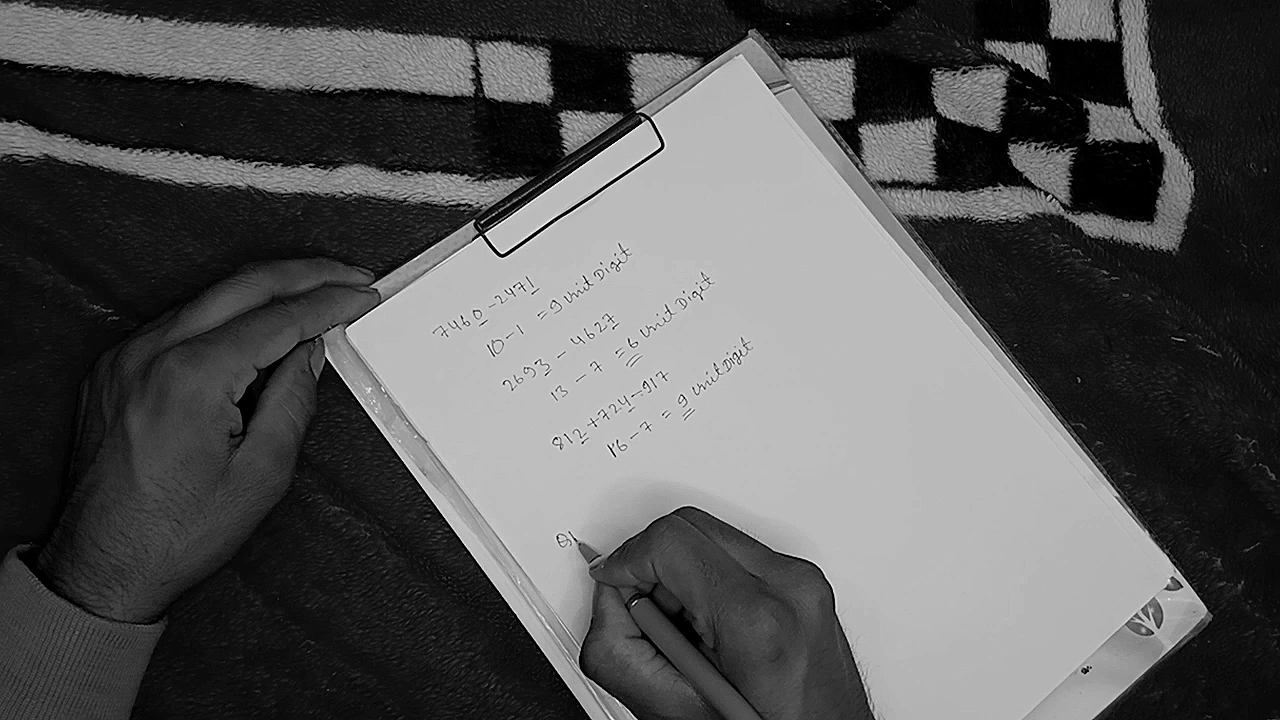 7460-2471
10-1 =9 Unit Digit
2693 - 4627
13 - 7 =6 Unit Digit
812+724-917
16-7 = 9 Unit Digit
Q1